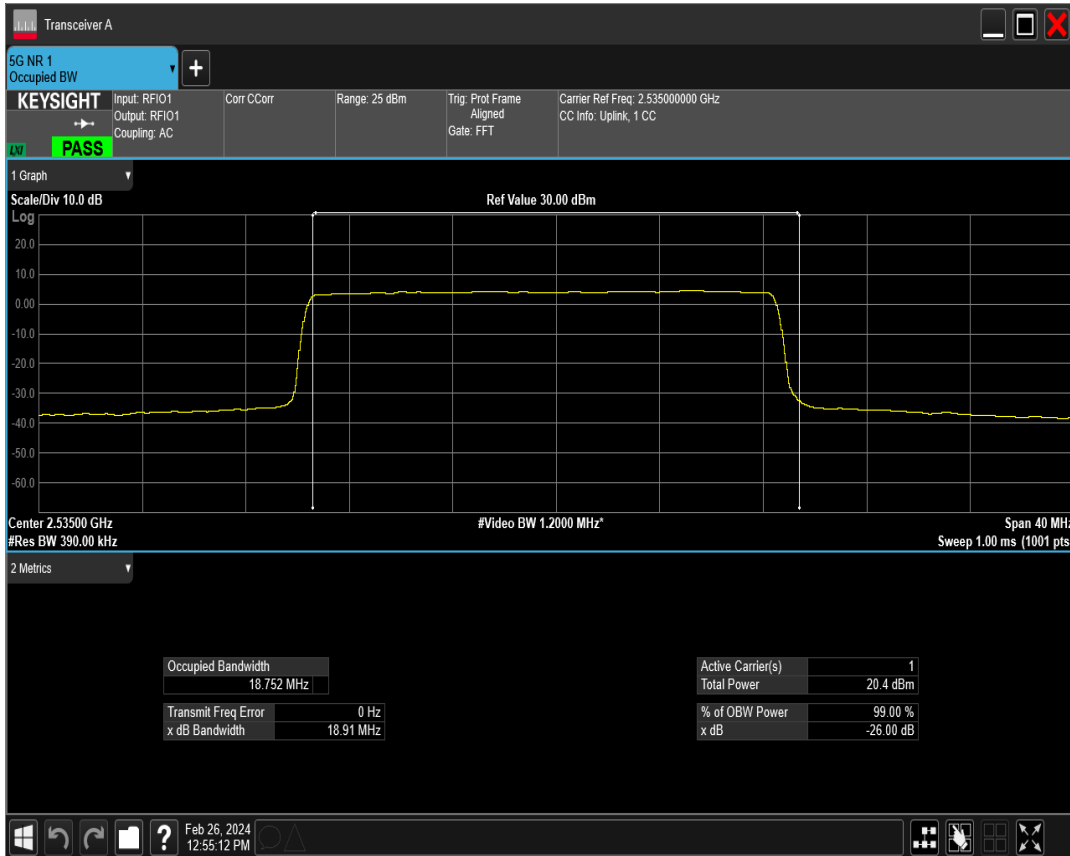 Transceiver A
5G NR 1
Occupied BW
+
KEYSIGHT
LXI
PASS
Input: RFIO1
Output: RFIO1
Coupling: AC
Corr CCorr
Range: 25 dBm
Trig: Prot Frame
Aligned
Gate: FFT
Carrier Ref Freq: 2.535000000 GHz
CC Info: Uplink, 1 CC
1 Graph
Scale/Div 10.0 dB
Ref Value 30.00 dBm
Log
20.0
10.0
0.00
-10.0
-20.0
-30.0
-40.0
-50.0
-60.0
Center 2.53500 GHz
#Video BW 1.2000 MHz*
Span 40 MHz
#Res BW 390.00 kHz
Sweep 1.00 ms (1001 pts
2 Metrics
Occupied Bandwidth
18.752 MHz
Transmit Freq Error 0 Hz
x dB Bandwidth 18.91 MHz
Active Carrier(s) 1
Total Power 20.4 dBm
% of OBW Power 99.00 %
x dB -26.00 dB
?
Feb 26, 2024
12:55:12 PM